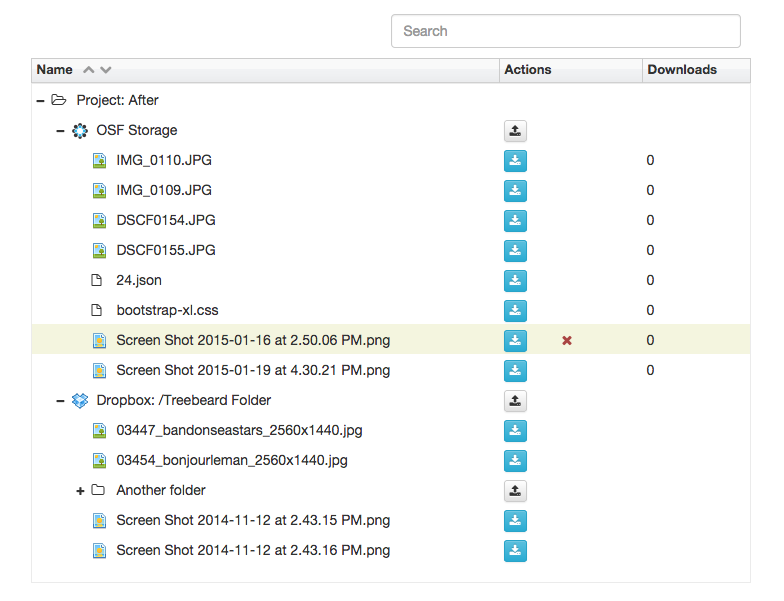 Search
Name Actions Downloads
Project: After
OSF Storage
IMG_0110.JPG 0
IMG_0109.JPG 0
DSCF0154.JPG 0
DSCF0155.JPG 0
24.json 0
bootstrap-xl.css 0
Screen Shot 2015-01-16 at 2.50.06 PM.png 0
Screen Shot 2015-01-19 at 4.30.21 PM.png 0
Dropbox: /Treebeard Folder
03447_bandonseastars_2560x1440.jpg
03454_bonjourleman_2560x1440.jpg
Another folder
Screen Shot 2014-11-12 at 2.43.15 PM.png
Screen Shot 2014-11-12 at 2.43.16 PM.png